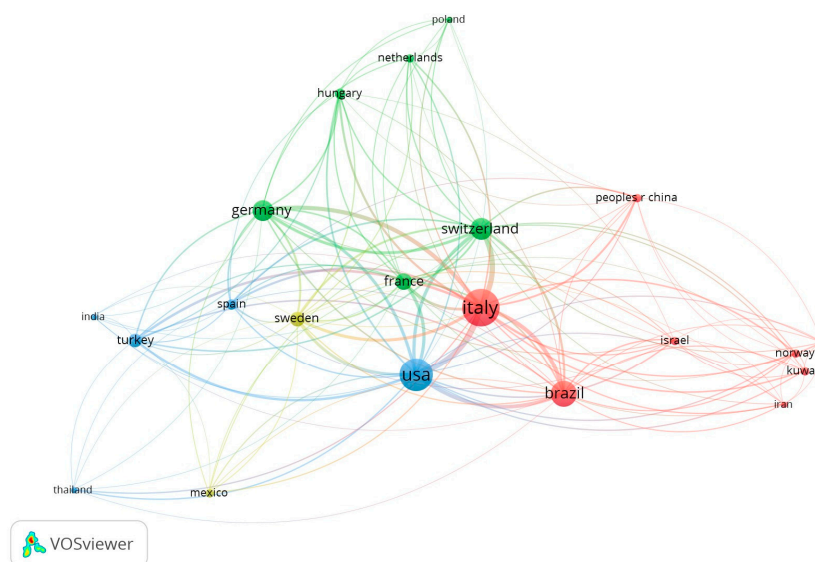 poland
netherlands
hungary
peoples r china
germany
switzerland
france
spain
italy
india
sweden
turkey
israel
norway
usa
kuwa
brazil
iran
thailand
mexico
VOSviewer